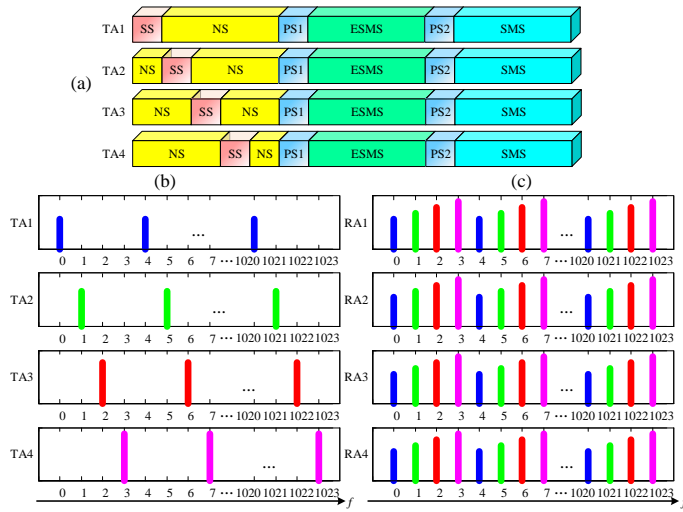 TA1 SS NS PS1 ESMS PS2 SMS
(a)
TA2 NS SS NS PS1 ESMS PS2 SMS
TA3 NS SS NS PS1 ESMS PS2 SMS
TA4 NS SS NS PS1 ESMS PS2 SMS
(b) (c)
TA1 ...
0 1 2 3 4 5 6 7 ... 1020 1021 1022 1023
TA2 ...
0 1 2 3 4 5 6 7 ... 1020 1021 1022 1023
TA3 ...
0 1 2 3 4 5 6 7 ... 1020 1021 1022 1023
TA4 ...
0 1 2 3 4 5 6 7 ... 1020 1021 1022 1023
f
RA1 ...
0 1 2 3 4 5 6 7 ... 1020 1021 1022 1023
RA2 ...
0 1 2 3 4 5 6 7 ... 1020 1021 1022 1023
RA3 ...
0 1 2 3 4 5 6 7 ... 1020 1021 1022 1023
RA4 ...
0 1 2 3 4 5 6 7 ... 1020 1021 1022 1023
f